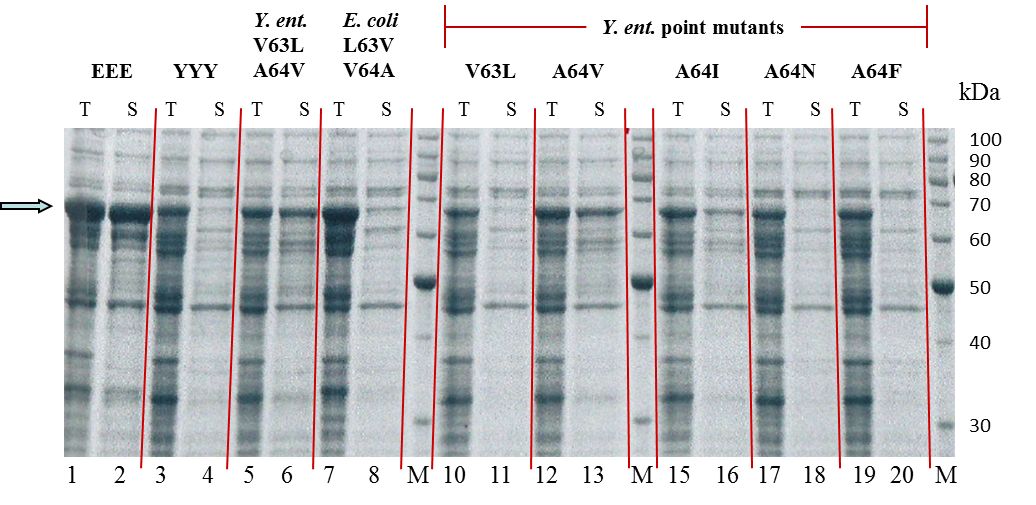 Y. ent. E. coli
V63L L63V Y. ent. point mutants
EEE YYY A64V V64A V63L A64V A64I A64N A64F
kDa
T S T S T S T S T S T S T S T S T S
100
90
80
70
60
50
40
30
1 2 3 4 5 6 7 8 M 10 11 12 13 M 15 16 17 18 19 20 M